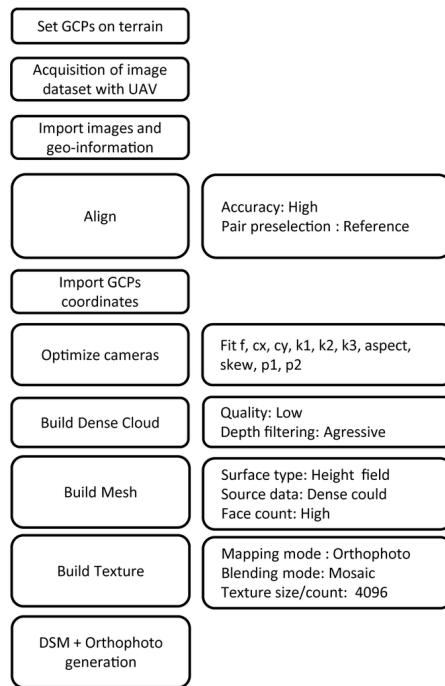 Set GCPs on terrain
Acquisition of image
dataset with UAV
Import images and
geo-information
Align
Accuracy: High
Pair preselection : Reference
Import GCPs
coordinates
Optimize cameras
Fit f, cx, cy, k1, k2, k3, aspect,
skew, p1, p2
Build Dense Cloud
Quality: Low
Depth filtering: Agressive
Build Mesh
Surface type: Height field
Source data: Dense could
Face count: High
Build Texture
Mapping mode : Orthophoto
Blending mode: Mosaic
Texture size/count: 4096
DSM + Orthophoto
generation